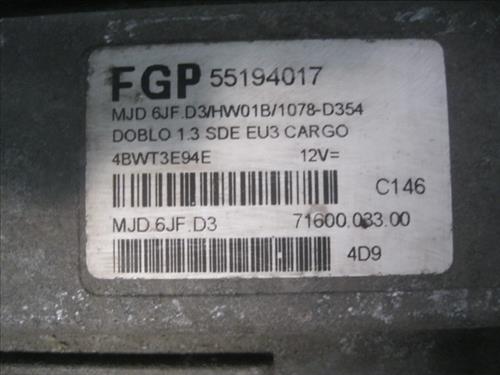 FGP 55194017
MJD 6JF.D3/HW01B/1078-D354
DOBLO 1.3 SDE EU3 CARGO
4BWT3E94E 12V=
C146
MJD 6JF.D3 71600.033.00
4D9